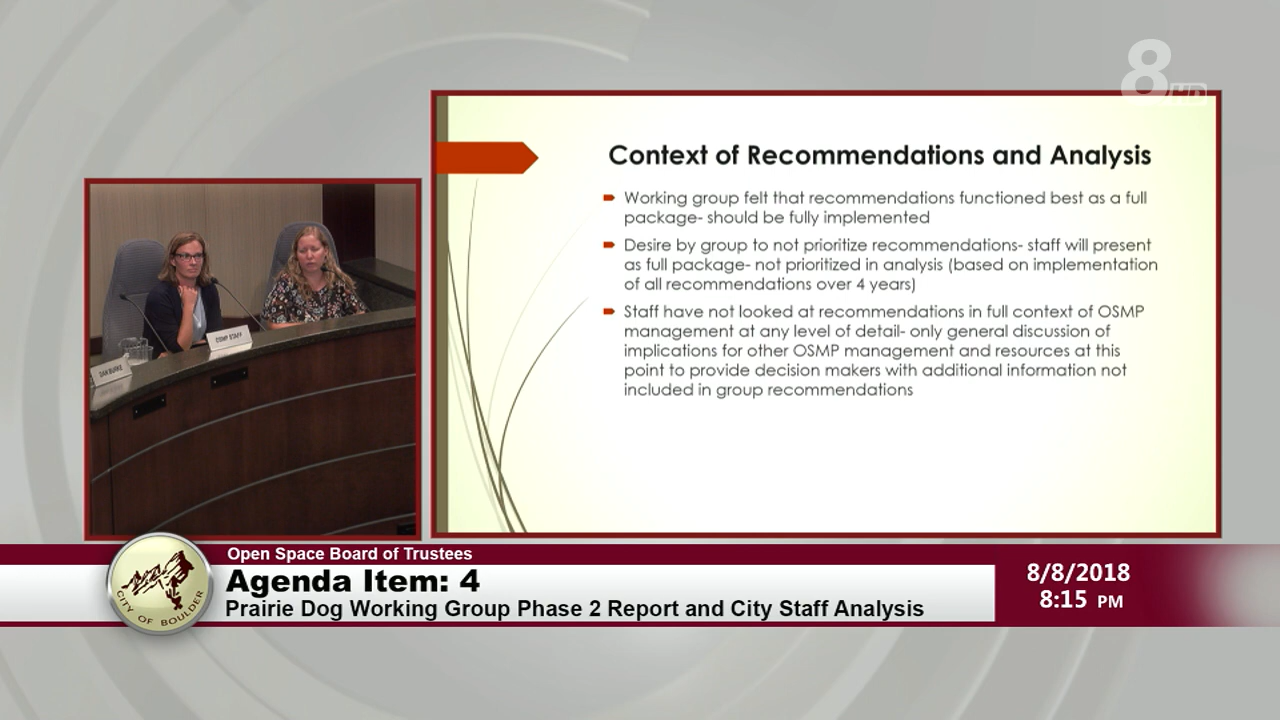 8
HD
Context of Recommendations and Analysis
Working group felt that recommendations functioned best as a full
package- should be fully implemented
Desire by group to not prioritize recommendations- staff will present
as full package- not prioritized in analysis (based on implementation
of all recommendations over 4 years)
Staff have not looked at recommendations in full context of OSMP
management at any level of detail- only general discussion of
implications for other OSMP management and resources at this
point to provide decision makers with additional information not
included in group recommendations
OSMP STAFF
DAN BURKE
Open Space Board of Trustees
Agenda Item: 4
Prairie Dog Working Group Phase 2 Report and City Staff Analysis
CITY OF BOULDER
8/8/2018
8:15 PM